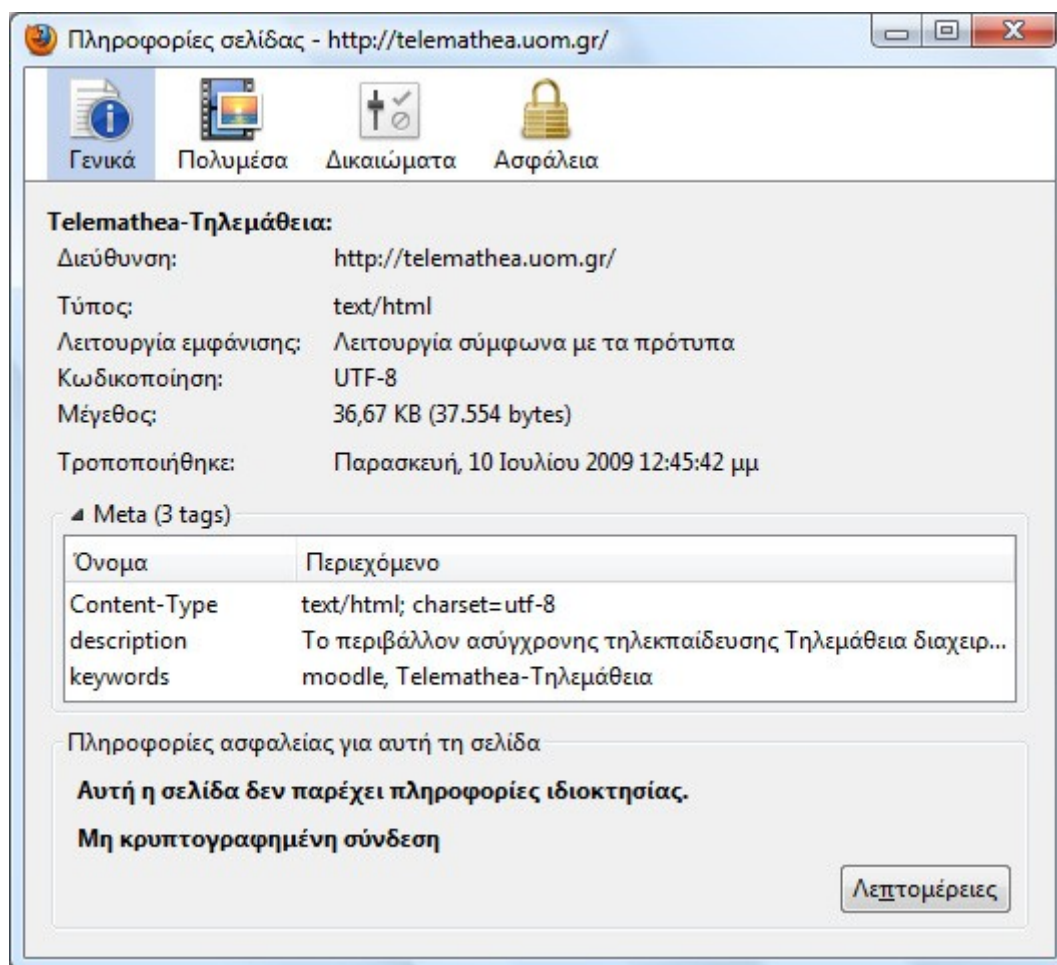 Πληροφορίες σελίδας - http://telemathea.uom.gr/
Γενικά Πολυμέσα Δικαιώματα Ασφάλεια
Telemathea-Τηλεμάθεια:
Διεύθυνση: http://telemathea.uom.gr/
Τύπος: text/html
Λειτουργία εμφάνισης: Λειτουργία σύμφωνα με τα πρότυπα
Κωδικοποίηση: UTF-8
Μέγεθος: 36,67 KB (37.554 bytes)
Τροποποιήθηκε: Παρασκευή, 10 Ιουλίου 2009 12:45:42 μμ
Meta (3 tags)
Όνομα Περιεχόμενο
Content-Type text/html; charset=utf-8
description Το περιβάλλον ασύγχρονης τηλεκπαίδευσης Τηλεμάθεια διαχειρ...
keywords moodle, Telemathea-Τηλεμάθεια
Πληροφορίες ασφαλείας για αυτή τη σελίδα
Αυτή η σελίδα δεν παρέχει πληροφορίες ιδιοκτησίας.
Μη κρυπτογραφημένη σύνδεση
Λεπτομέρειες